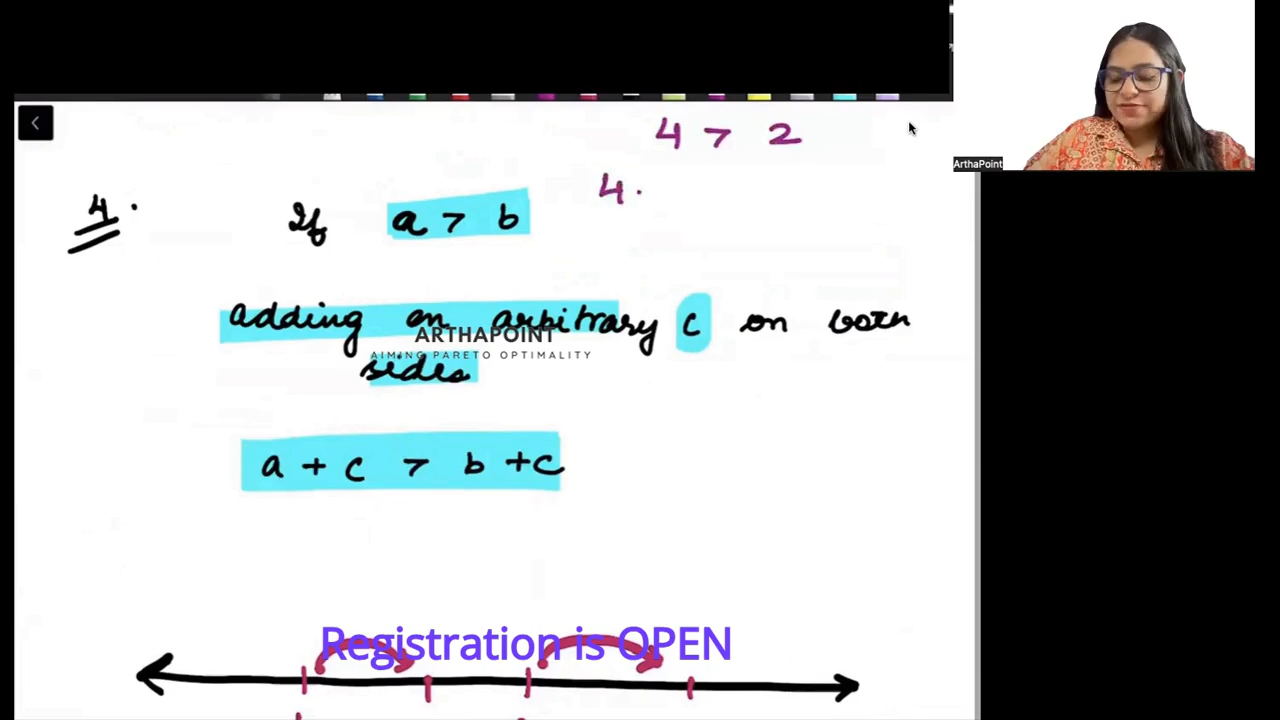 4 > 2
ArthaPoint
4.
4. If a > b
adding an arbitrary c on both
ARTHAPOINT
AIMING PARETO OPTIMALITY
sides
a + c > b + c
Registration is OPEN